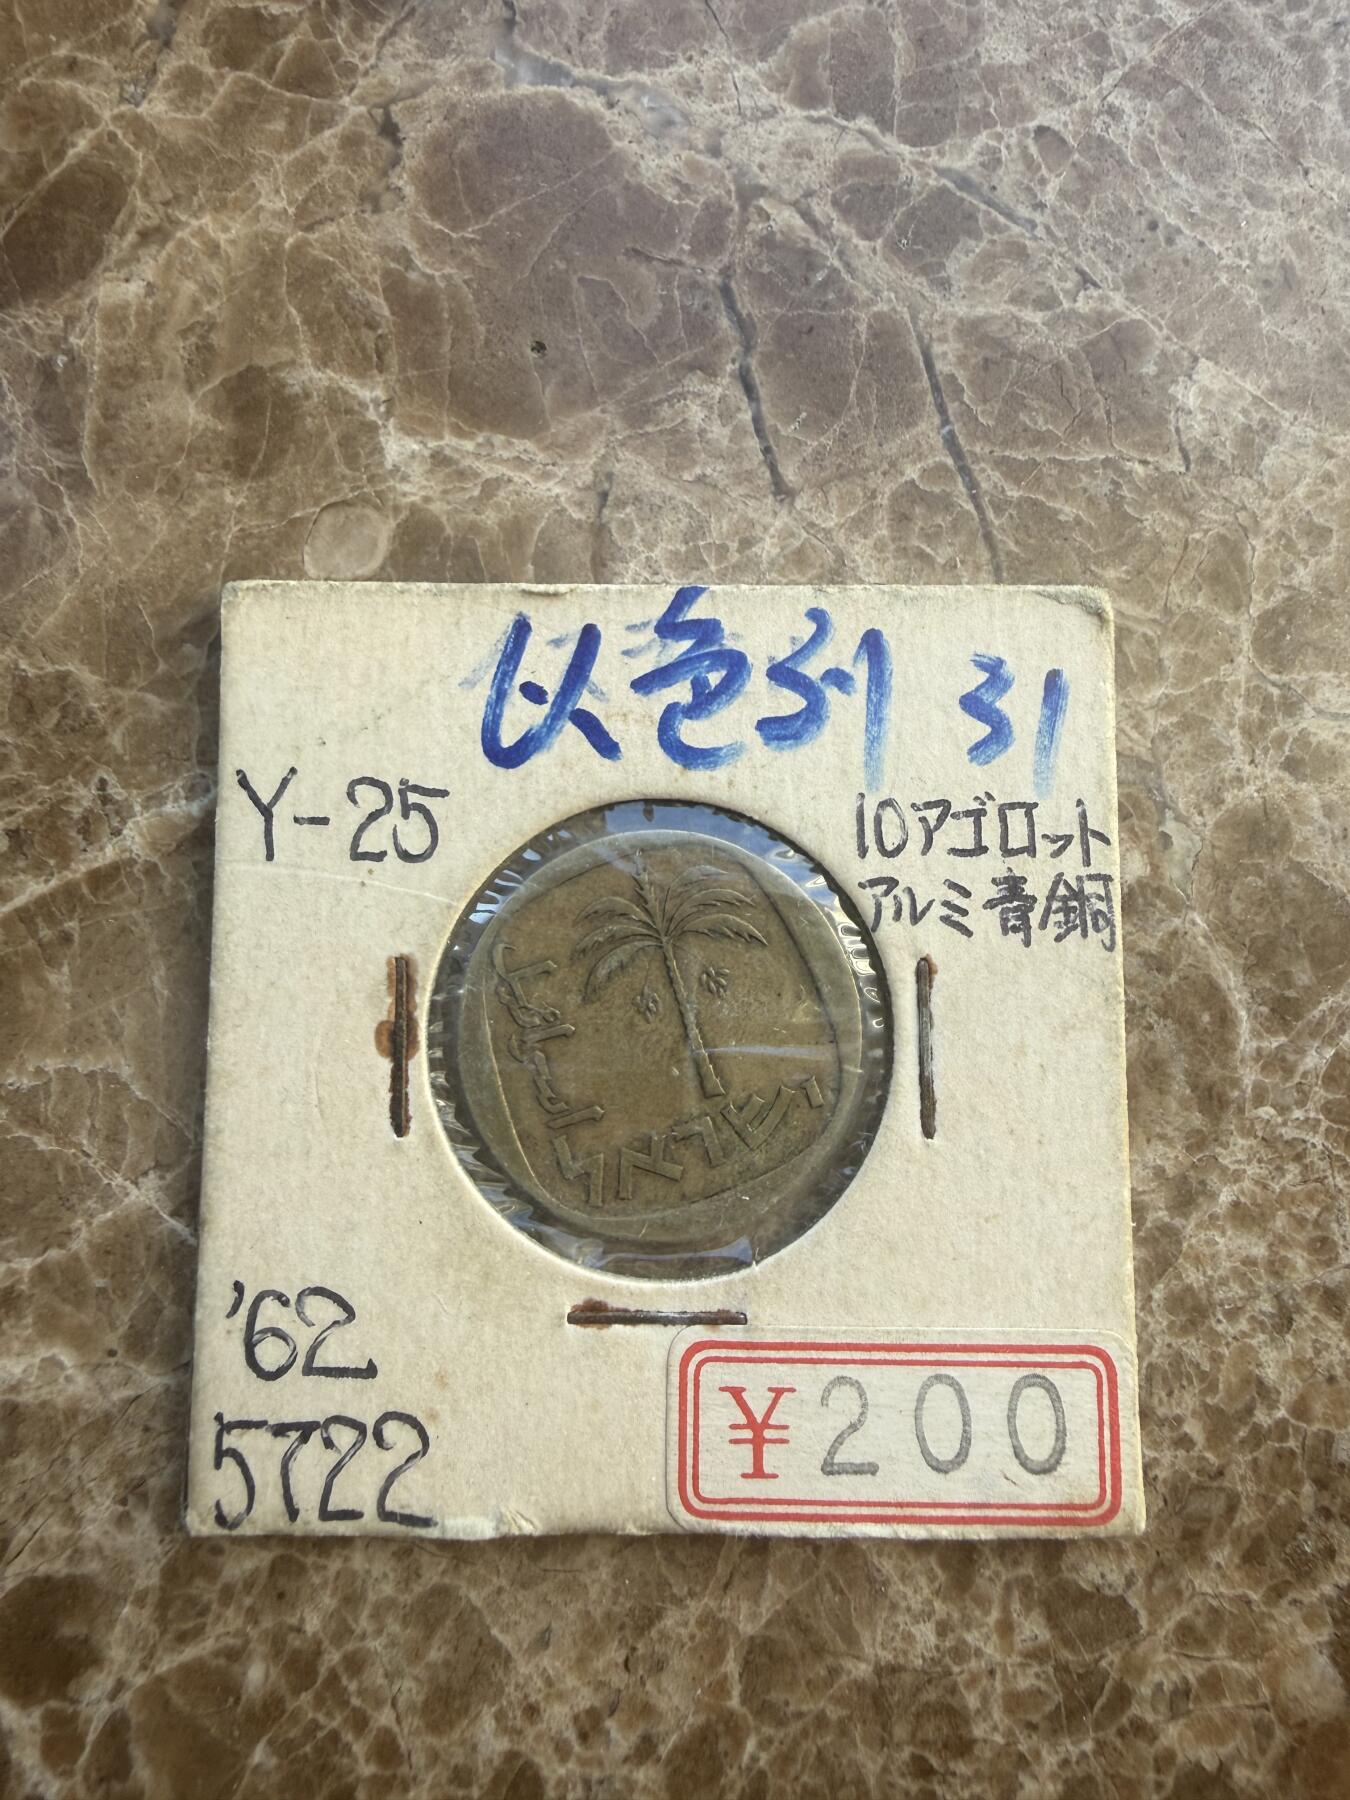 以色列 31
Y-25
10アゴロット
アルミ青銅
إسرائيل
ישראל
'62
5722
¥200